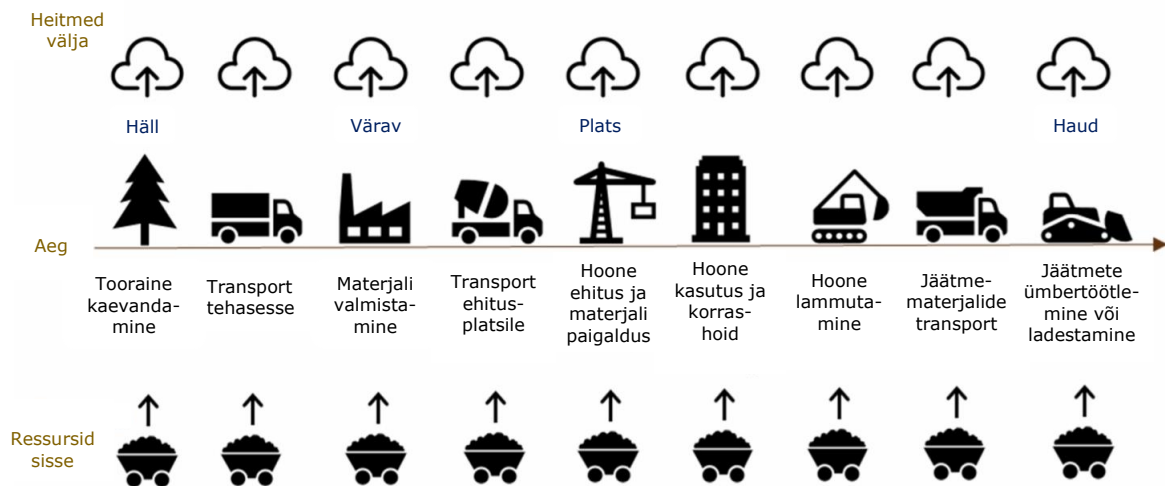 Heitmed
välja
Häll
Värav
Plats
Haud
Aeg
Tooraine
kaevanda-
mine
Transport
tehasesse
Materjali
valmista-
mine
Transport
ehitus-
platsile
Hoone
ehitus ja
materjali
paigaldus
Hoone
kasutus ja
korras-
hoid
Hoone
lammuta-
mine
Jäätme-
materjalide
transport
Jäätmete
ümbertöötle-
mine või
ladestamine
Ressursid
sisse